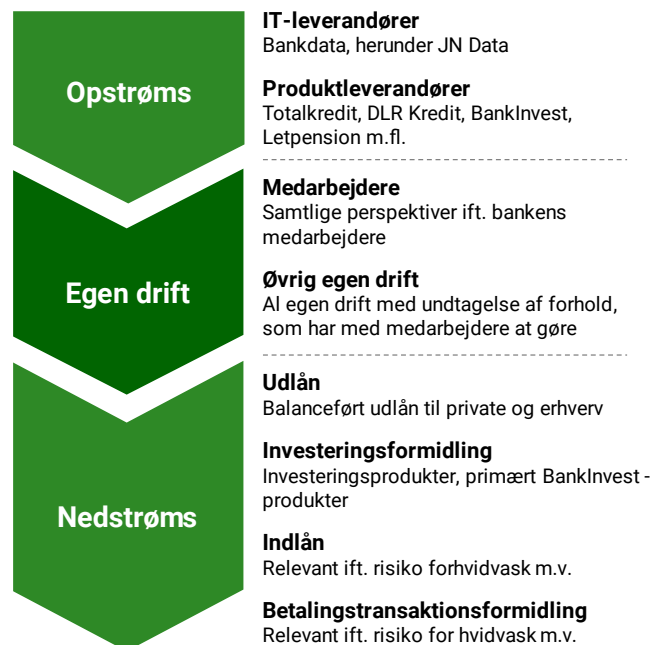 Opstrøms
IT-leverandører
Bankdata, herunder JN Data
Produktleverandører
Totalkredit, DLR Kredit, BankInvest,
Letpension m.fl.
Egen drift
Medarbejdere
Samtlige perspektiver ift. bankens
medarbejdere
Øvrig egen drift
Al egen drift med undtagelse af forhold,
som har med medarbejdere at gøre
Nedstrøms
Udlån
Balanceført udlån til private og erhverv
Investeringsformidling
Investeringsprodukter, primært BankInvest -
produkter
Indlån
Relevant ift. risiko forhvidvask m.v.
Betalingstransaktionsformidling
Relevant ift. risiko for hvidvask m.v.